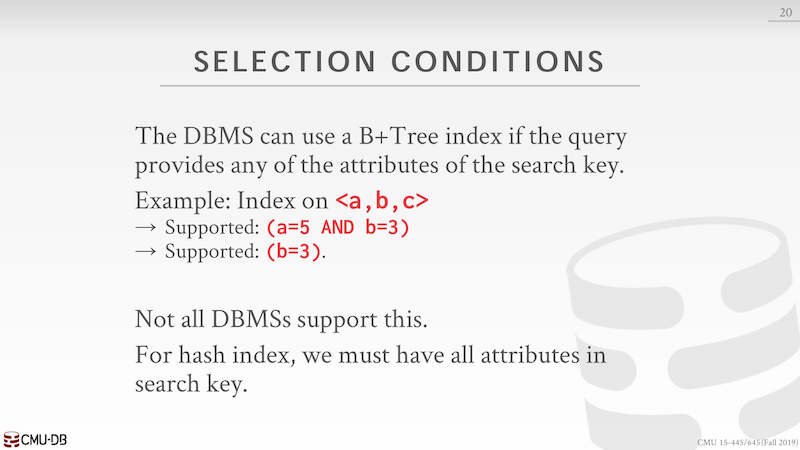 20
SELECTION CONDITIONS
The DBMS can use a B+Tree index if the query
provides any of the attributes of the search key.
Example: Index on <a,b,c>
→ Supported: (a=5 AND b=3)
→ Supported: (b=3).
Not all DBMSs support this.
For hash index, we must have all attributes in
search key.
CMU·DB
CMU 15-445/645 (Fall 2019)